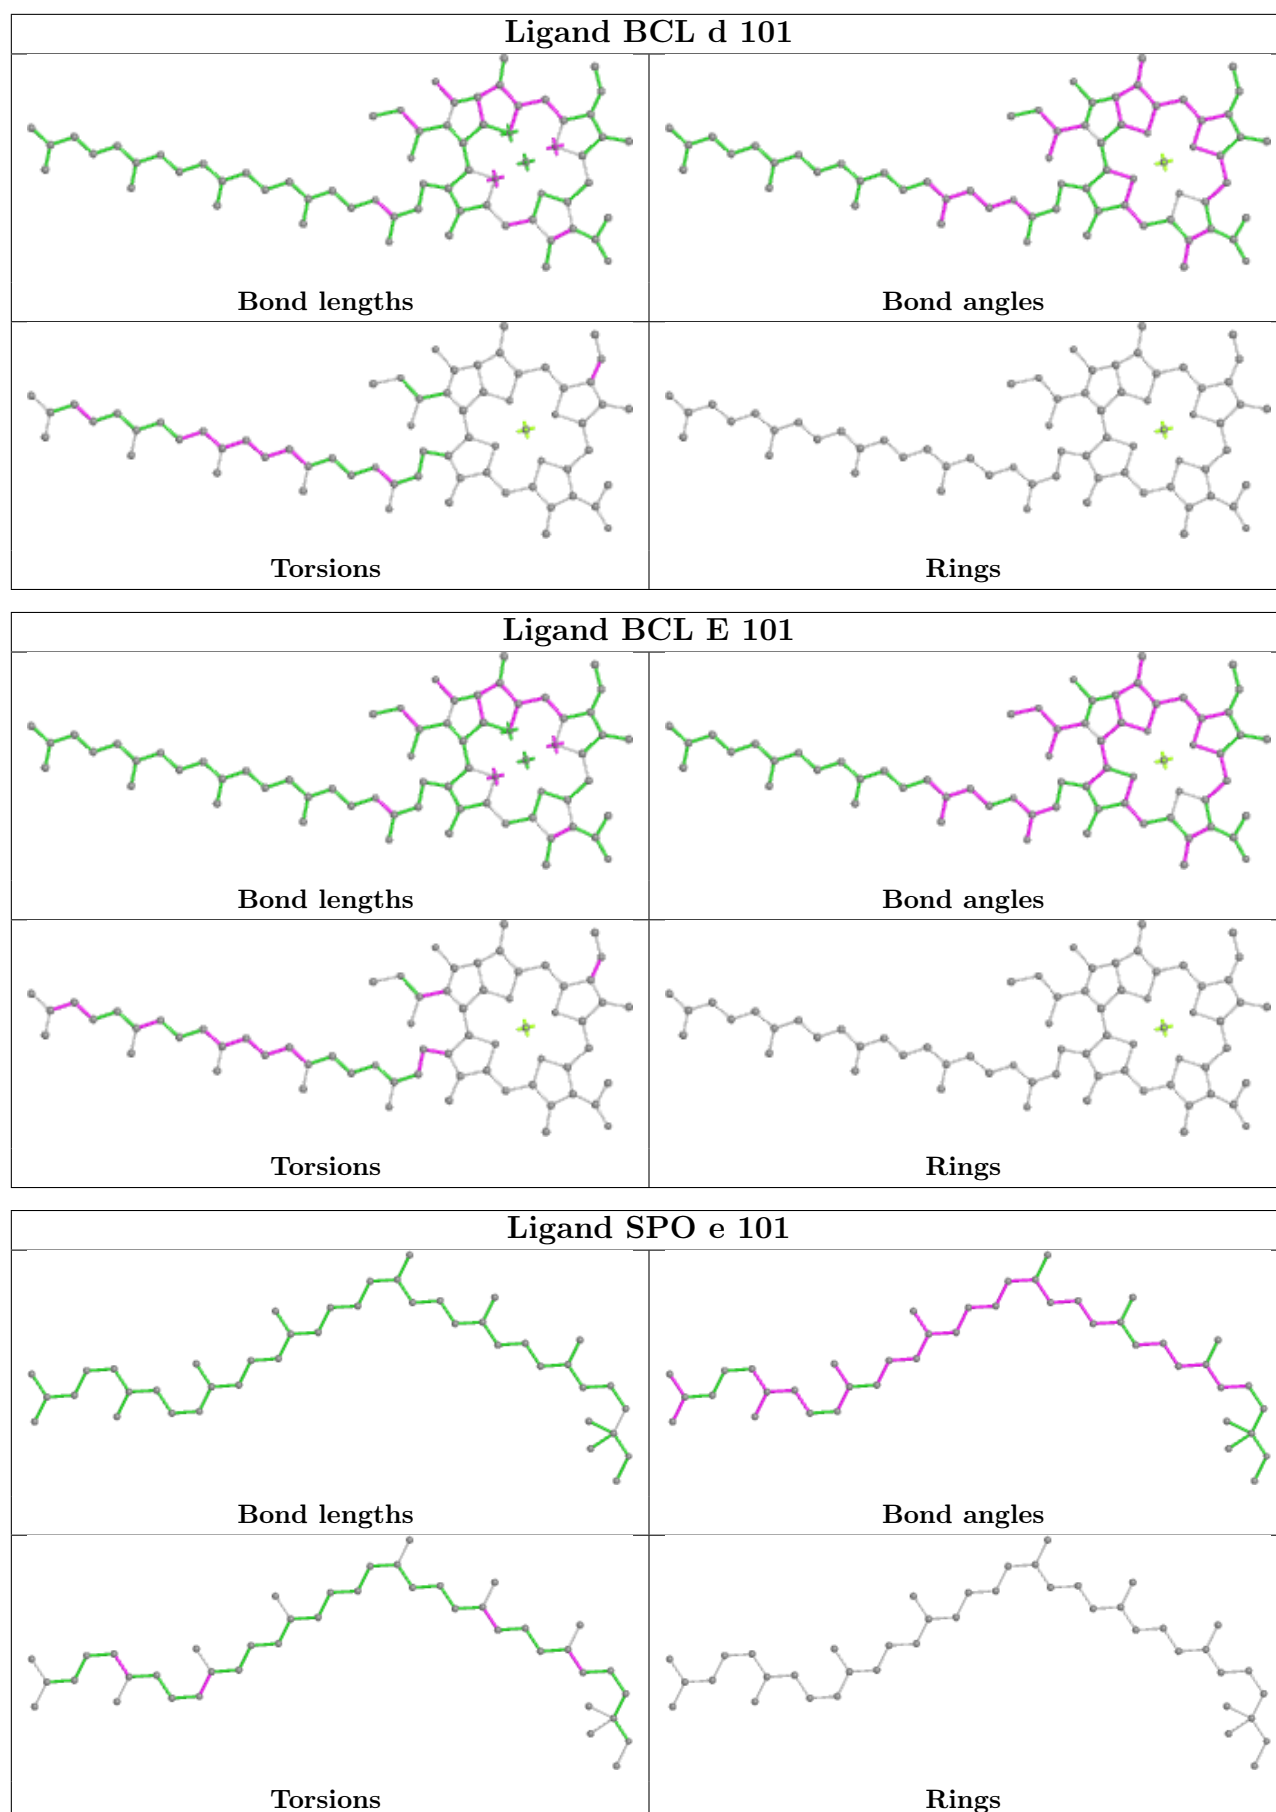 Ligand BCL d 101
Bond lengths
Bond angles
Torsions
Rings
Ligand BCL E 101
Bond lengths
Bond angles
Torsions
Rings
Ligand SPO e 101
Bond lengths
Bond angles
Torsions
Rings